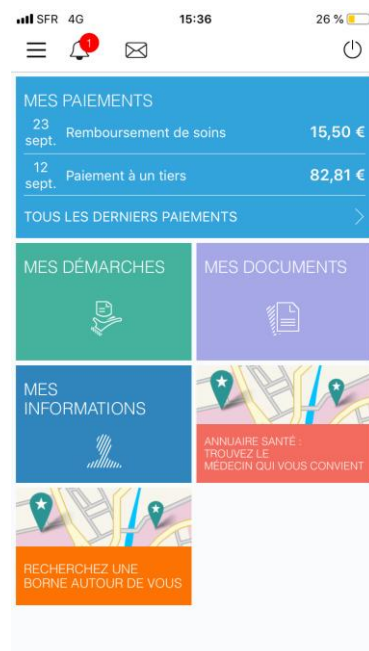 SFR 4G 15:36 26 %
1
MES PAIEMENTS
23 sept. Remboursement de soins 15,50 €
12 sept. Paiement à un tiers 82,81 €
TOUS LES DERNIERS PAIEMENTS
MES DÉMARCHES
MES DOCUMENTS
MES
INFORMATIONS
ANNUAIRE SANTÉ :
TROUVEZ LE
MÉDECIN QUI VOUS CONVIENT
RECHERCHEZ UNE
BORNE AUTOUR DE VOUS